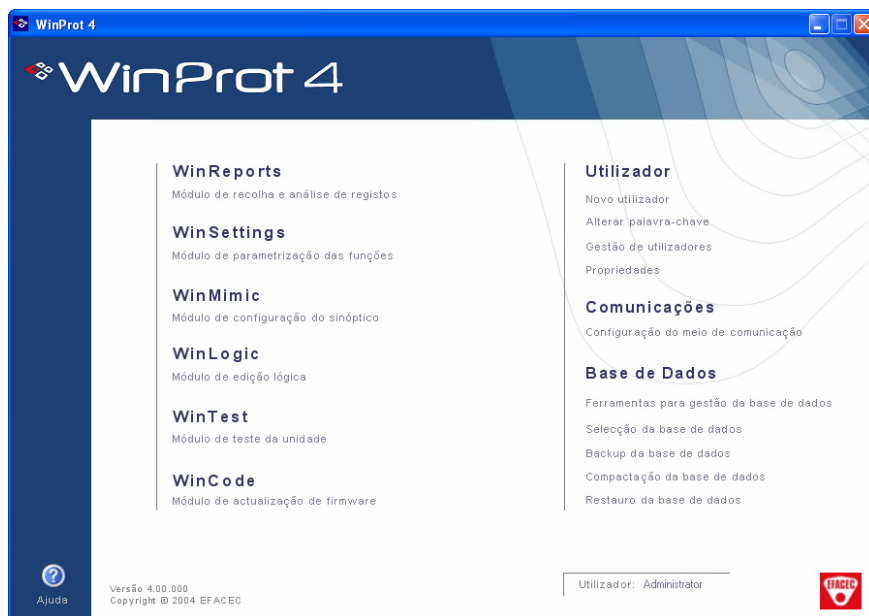 WinProt 4
WinProt 4
WinReports
Módulo de recolha e análise de registos
WinSettings
Módulo de parametrização das funções
WinMimic
Módulo de configuração do sinóptico
WinLogic
Módulo de edição lógica
WinTest
Módulo de teste da unidade
WinCode
Módulo de actualização de firmware
Utilizador
Novo utilizador
Alterar palavra-chave
Gestão de utilizadores
Propriedades
Comunicações
Configuração do meio de comunicação
Base de Dados
Ferramentas para gestão da base de dados
Selecção da base de dados
Backup da base de dados
Compactação da base de dados
Restauro da base de dados
Ajuda
Versão 4.00.000
Copyright © 2004 EFACEC
Utilizador: Administrator
EFACEC